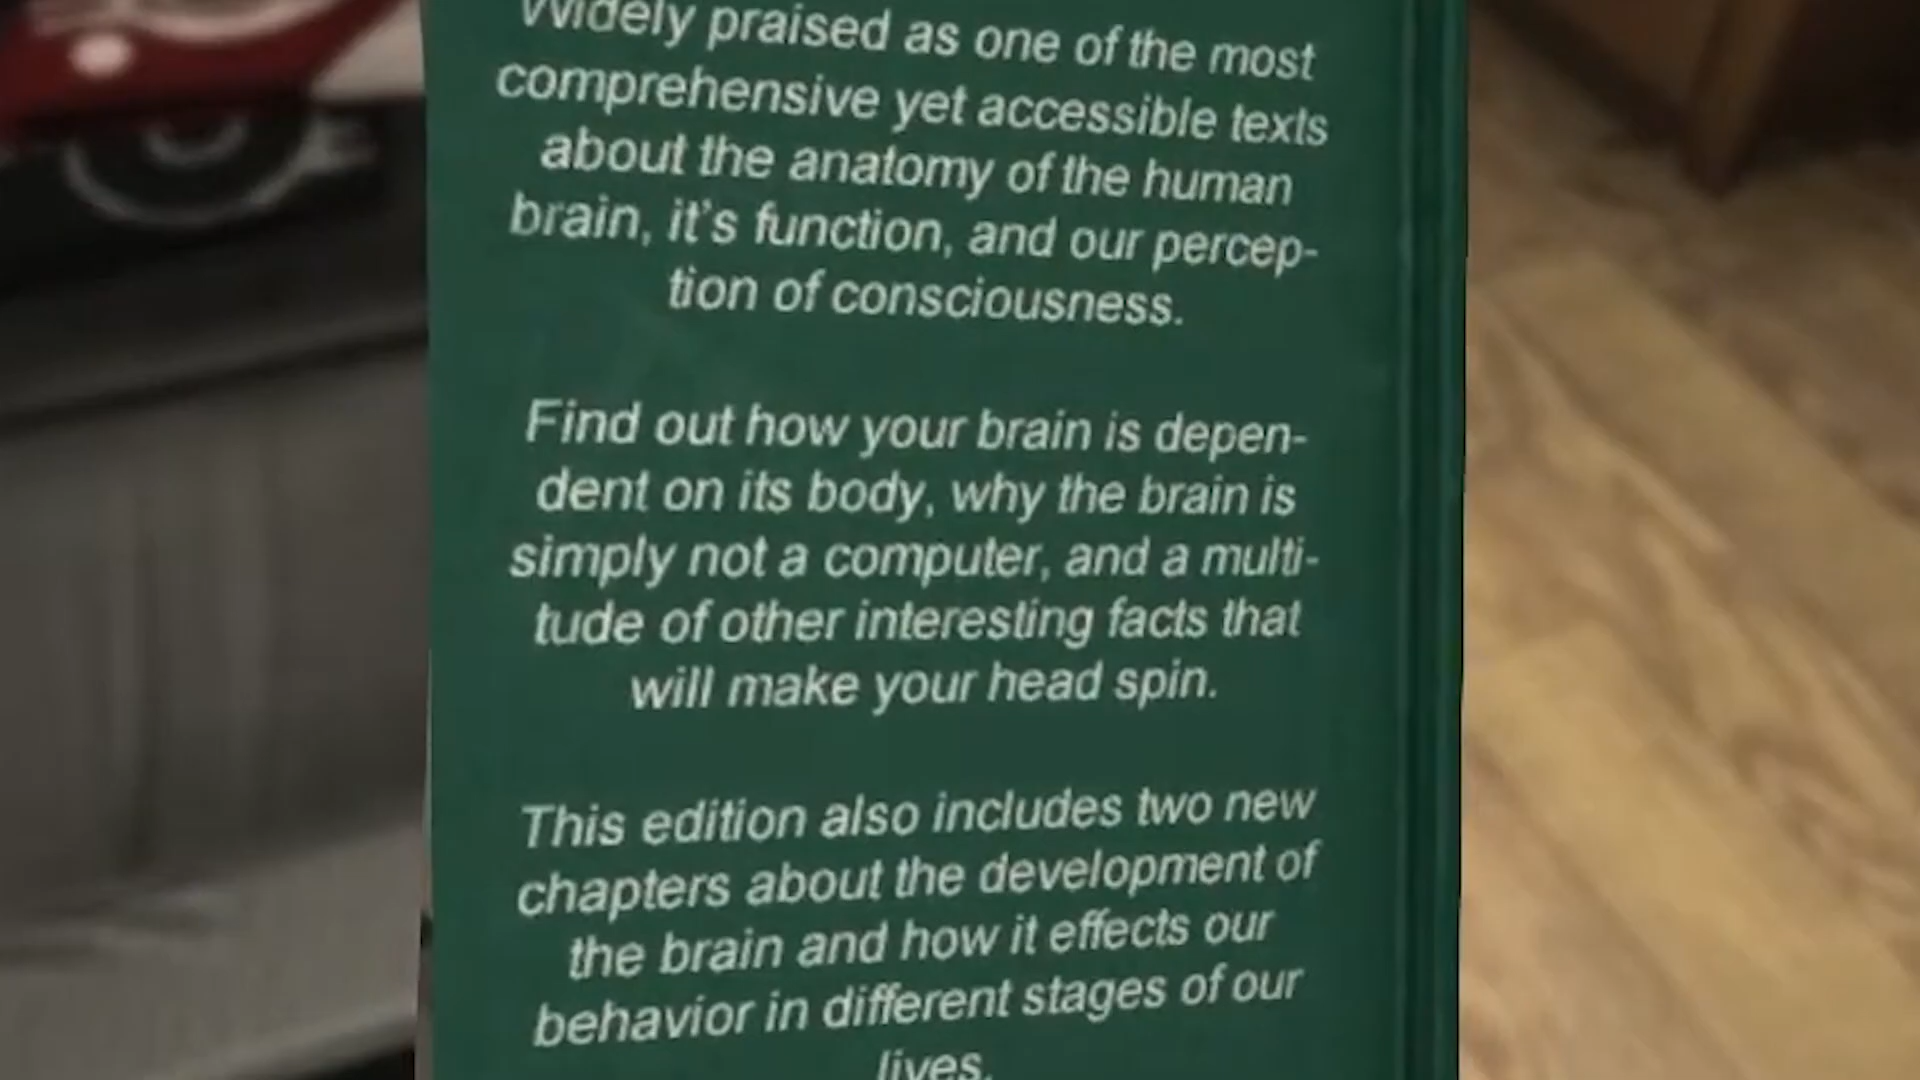 Widely praised as one of the most
comprehensive yet accessible texts
about the anatomy of the human
brain, it's function, and our percep-
tion of consciousness.
Find out how your brain is depen-
dent on its body, why the brain is
simply not a computer, and a multi-
tude of other interesting facts that
will make your head spin.
This edition also includes two new
chapters about the development of
the brain and how it effects our
behavior in different stages of our
lives.